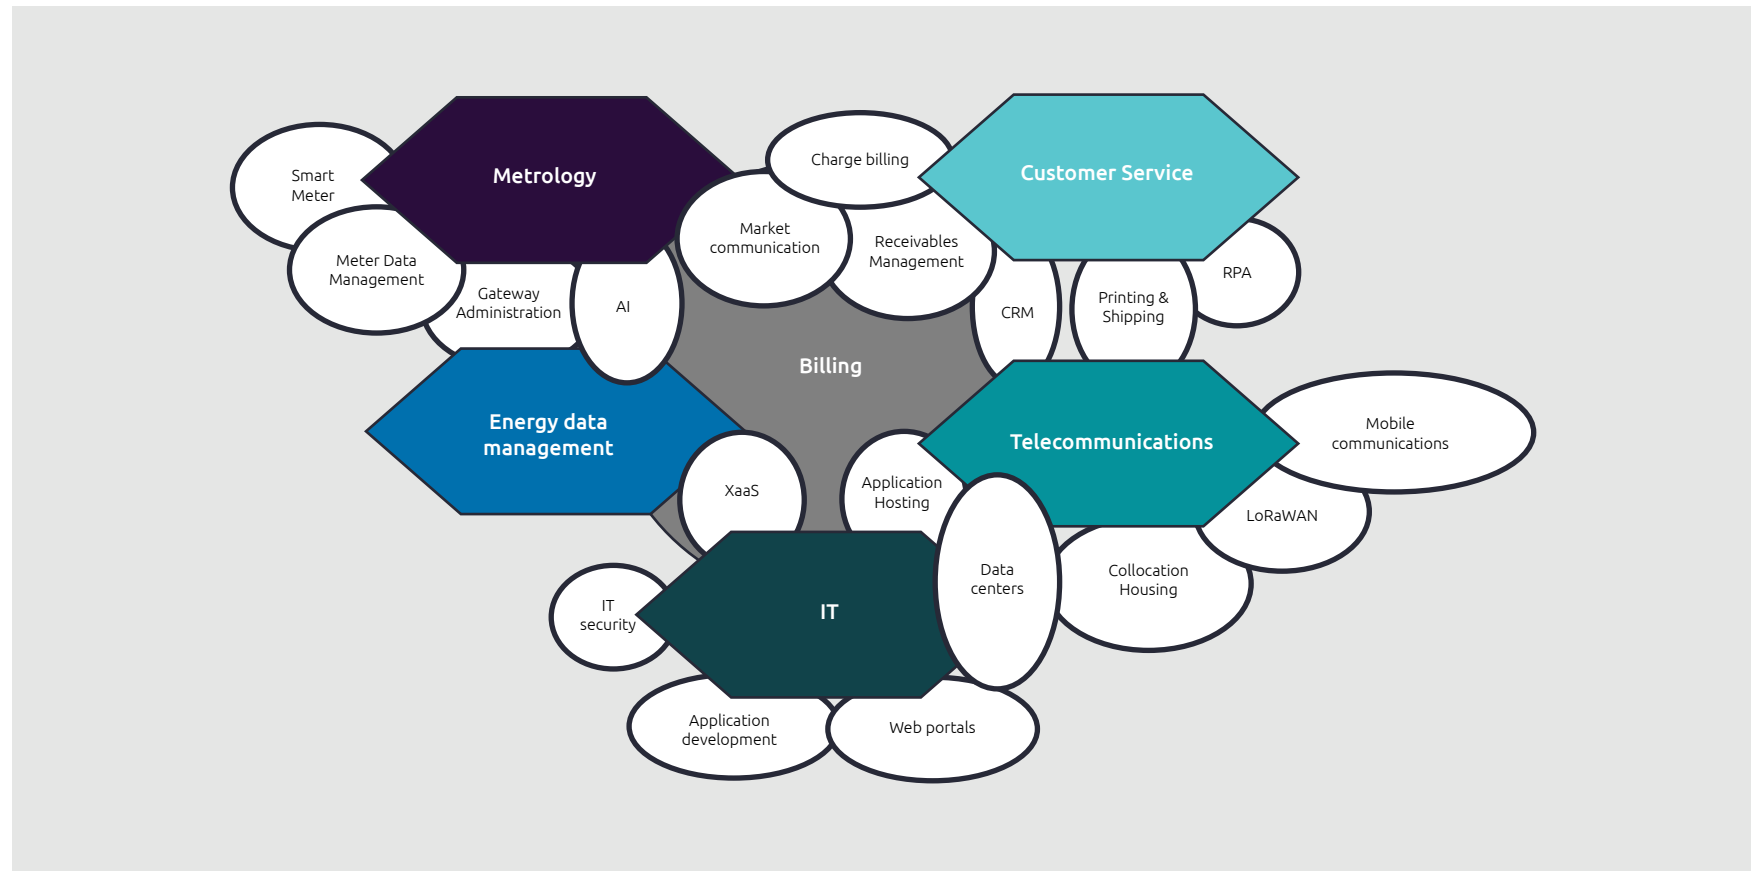 Metrology
Customer Service
Smart
Meter
Charge billing
Market
communication
Receivables
Management
Meter Data
Management
Gateway
Administration
AI
CRM
Printing &
Shipping
RPA
Billing
Energy data
management
Telecommunications
Mobile
communications
XaaS
Application
Hosting
LoRaWAN
Data
centers
Collocation
Housing
IT
security
IT
Application
development
Web portals